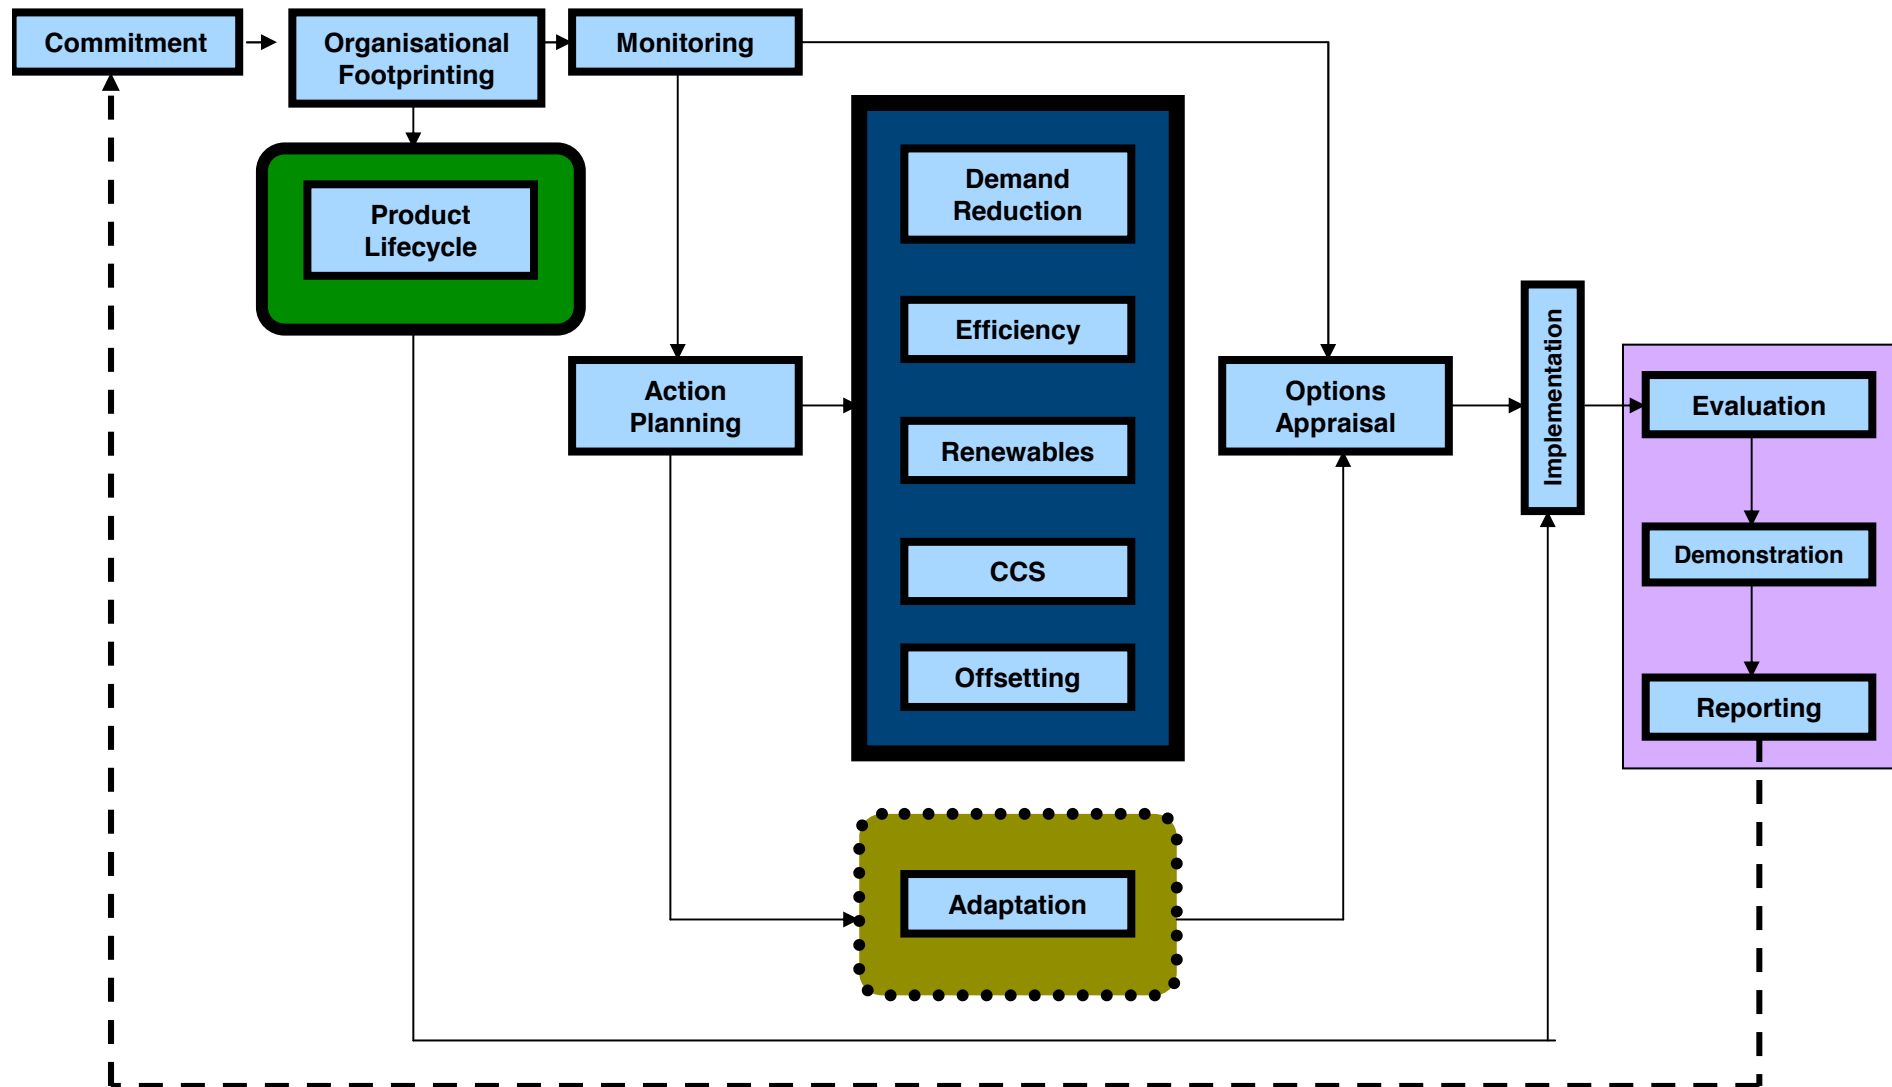 Commitment
Organisational
Footprinting
Monitoring
Product
Lifecycle
Demand
Reduction
Efficiency
Action
Planning
Renewables
CCS
Offsetting
Adaptation
Options
Appraisal
Implementation
Evaluation
Demonstration
Reporting